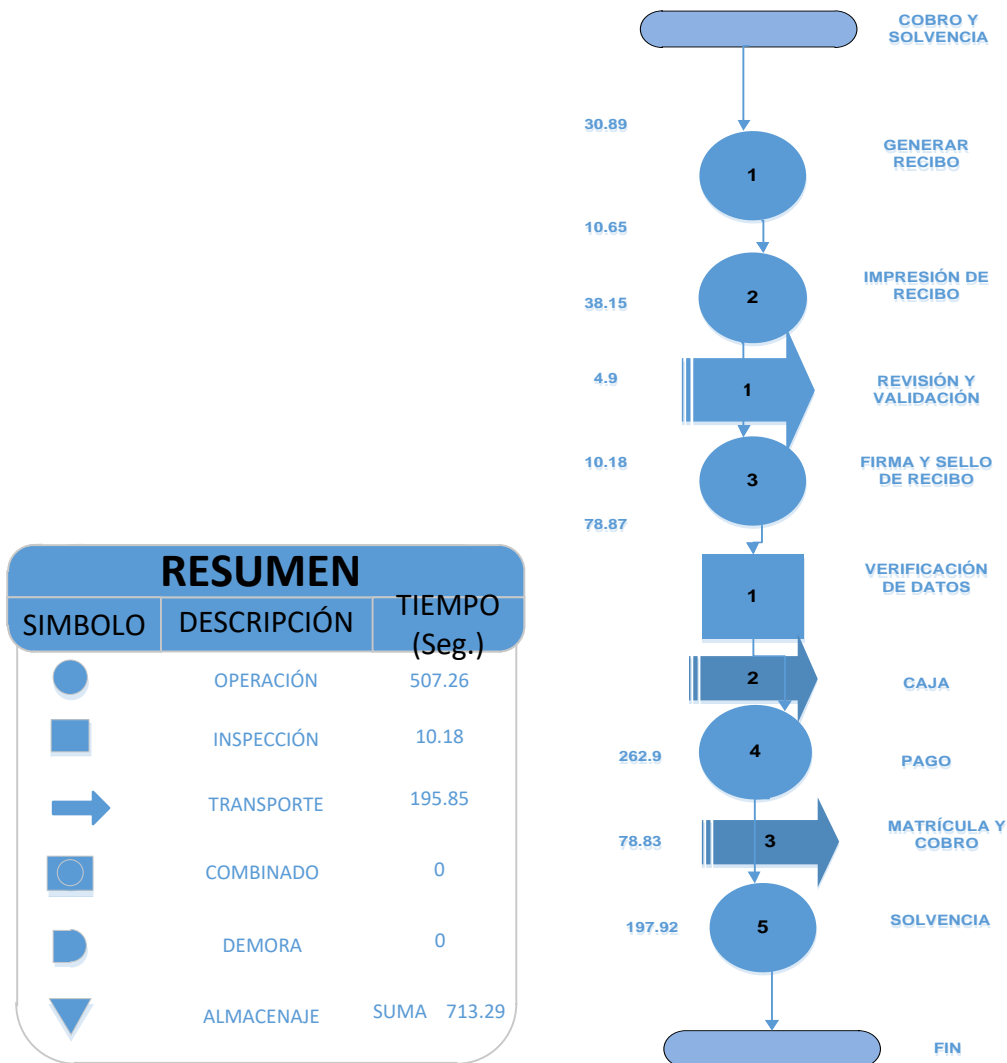 COBRO Y
SOLVENCIA
30.89
GENERAR
RECIBO
1
10.65
IMPRESIÓN DE
RECIBO
2
38.15
4.9
1
REVISIÓN Y
VALIDACIÓN
10.18
3
FIRMA Y SELLO
DE RECIBO
78.87
VERIFICACIÓN
DE DATOS
1
2
CAJA
262.9
4
PAGO
78.83
3
MATRÍCULA Y
COBRO
197.92
5
SOLVENCIA
FIN
RESUMEN
SIMBOLO DESCRIPCIÓN TIEMPO
(Seg.)
OPERACIÓN 507.26
INSPECCIÓN 10.18
TRANSPORTE 195.85
COMBINADO 0
DEMORA 0
ALMACENAJE SUMA 713.29